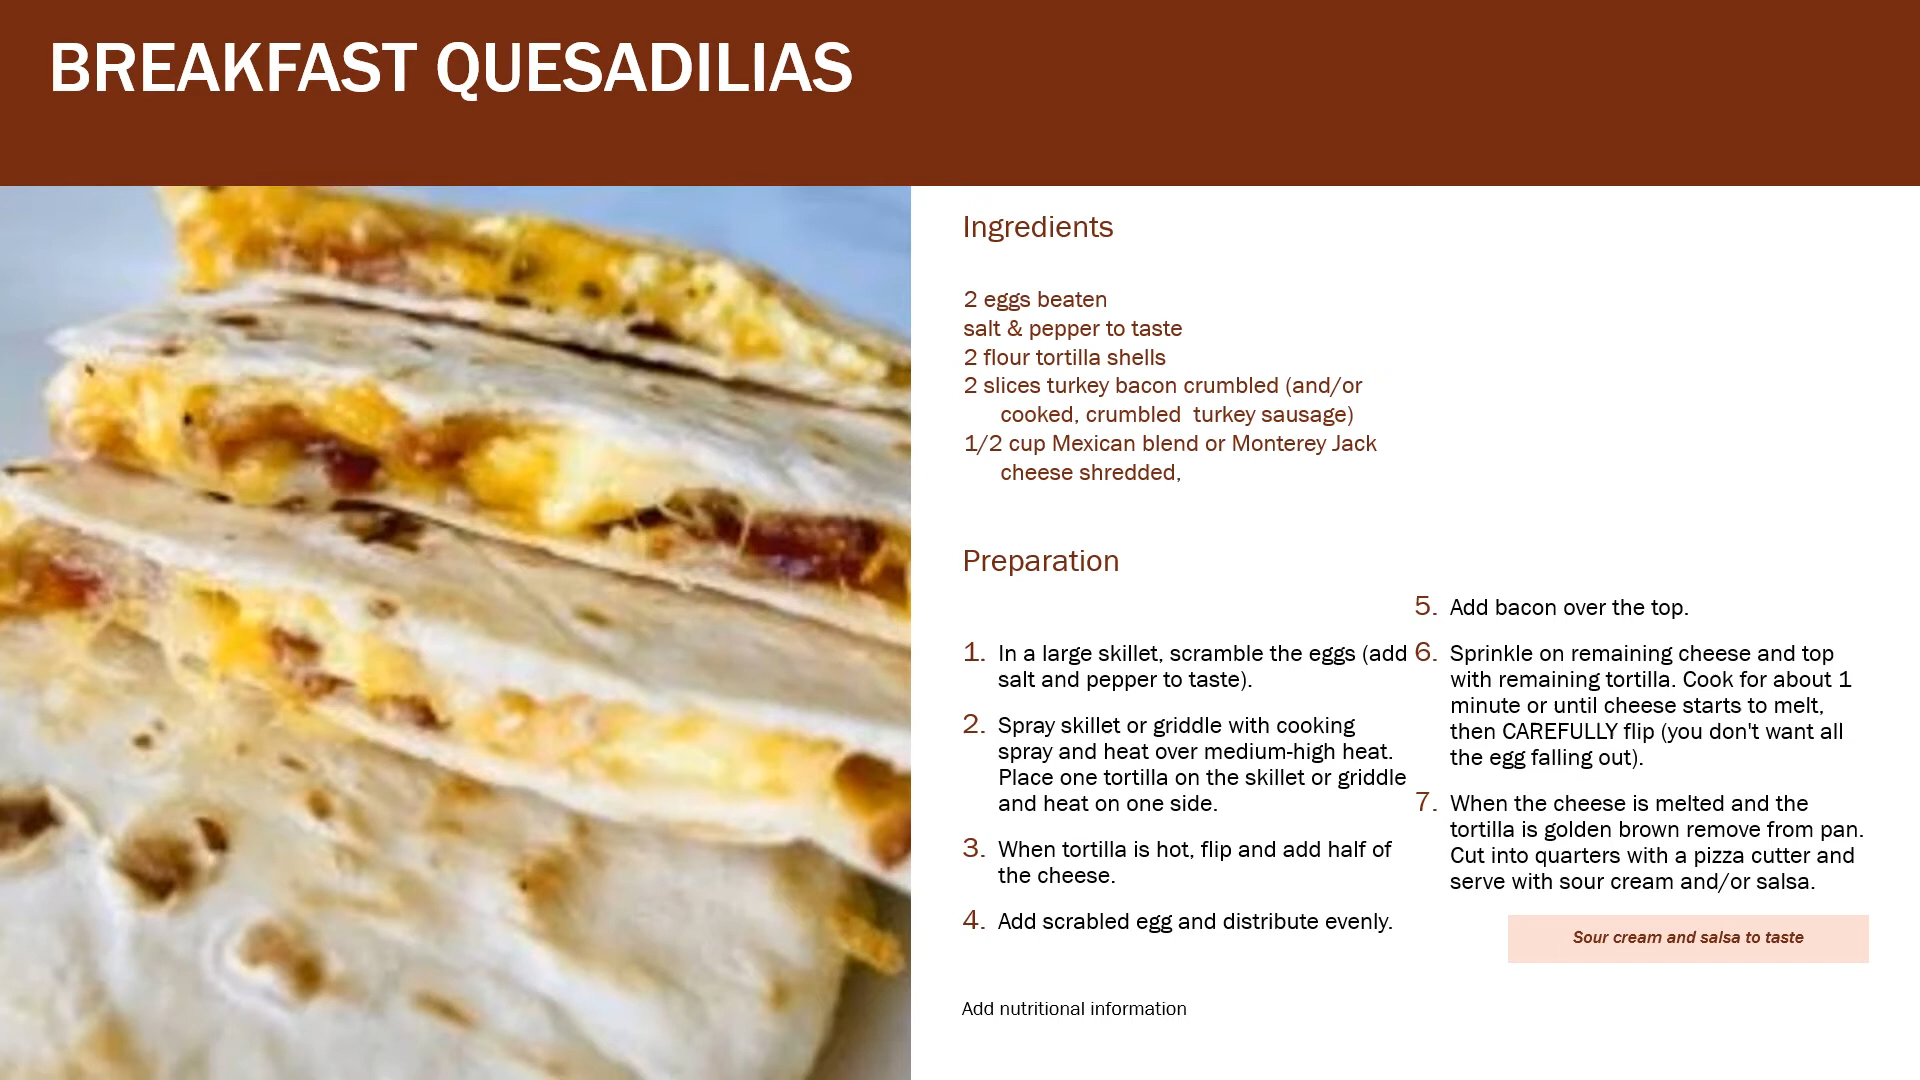 BREAKFAST QUESADILIAS
Ingredients
2 eggs beaten
salt & pepper to taste
2 flour tortilla shells
2 slices turkey bacon crumbled (and/or
cooked, crumbled  turkey sausage)
1/2 cup Mexican blend or Monterey Jack
cheese shredded,
Preparation
1. In a large skillet, scramble the eggs (add
salt and pepper to taste).
2. Spray skillet or griddle with cooking
spray and heat over medium-high heat.
Place one tortilla on the skillet or griddle
and heat on one side.
3. When tortilla is hot, flip and add half of
the cheese.
4. Add scrabled egg and distribute evenly.
5. Add bacon over the top.
6. Sprinkle on remaining cheese and top
with remaining tortilla. Cook for about 1
minute or until cheese starts to melt,
then CAREFULLY flip (you don't want all
the egg falling out).
7. When the cheese is melted and the
tortilla is golden brown remove from pan.
Cut into quarters with a pizza cutter and
serve with sour cream and/or salsa.
Sour cream and salsa to taste
Add nutritional information